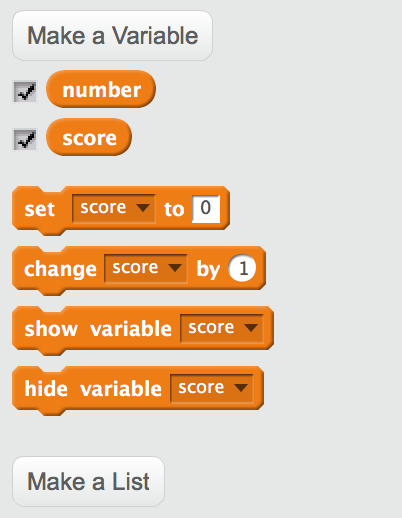 Make a Variable
number
score
set score to 0
change score by 1
show variable score
hide variable score
Make a List